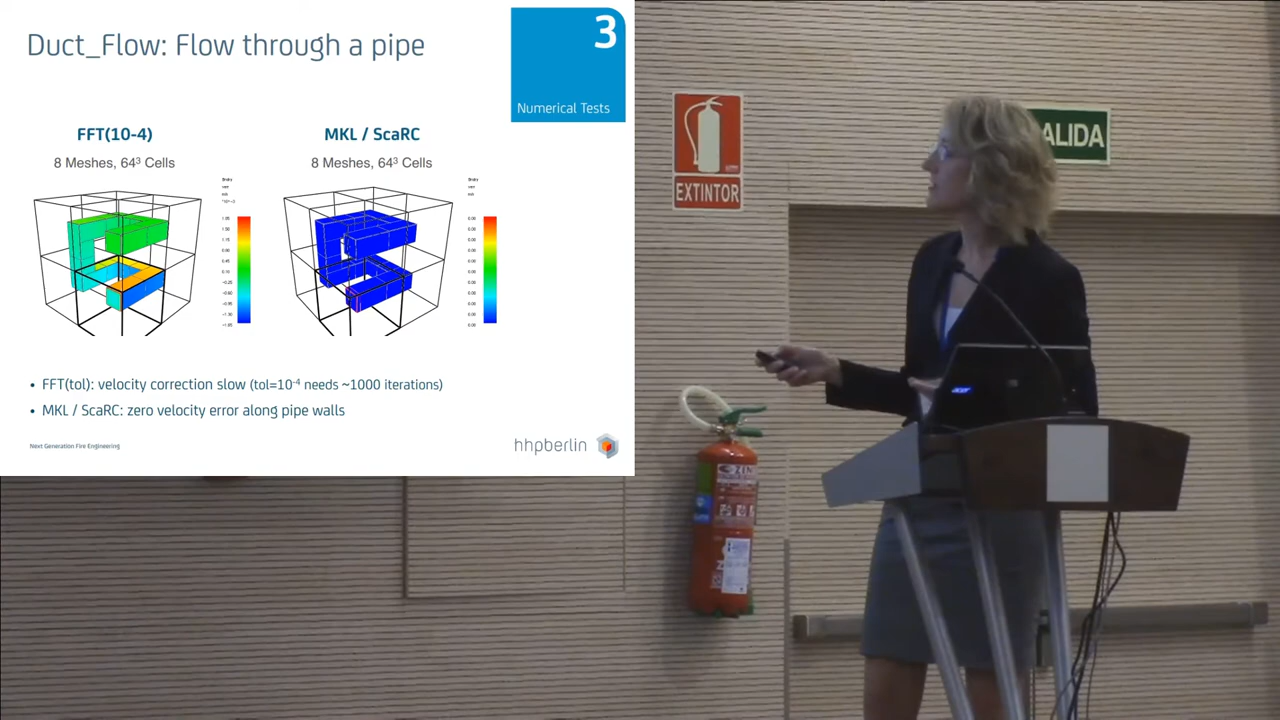 Duct_Flow: Flow through a pipe
3
Numerical Tests
FFT(10-4)
8 Meshes, 64³ Cells
MKL / ScaRC
8 Meshes, 64³ Cells
• FFT(tol): velocity correction slow (tol=10⁻⁴ needs ~1000 iterations)
• MKL / ScaRC: zero velocity error along pipe walls
Next Generation Fire Engineering
hhpberlin
EXTINTOR
ALIDA
acer